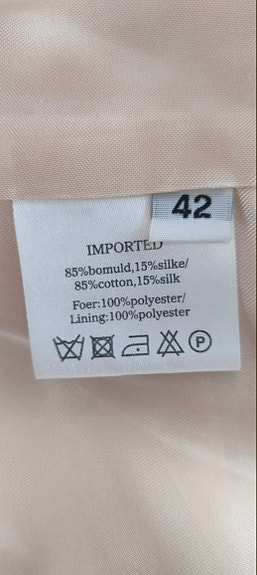 42
IMPORTED
85%bomuld,15%silke/
85%cotton,15%silk
Foer:100%polyester/
Lining:100%polyester
P